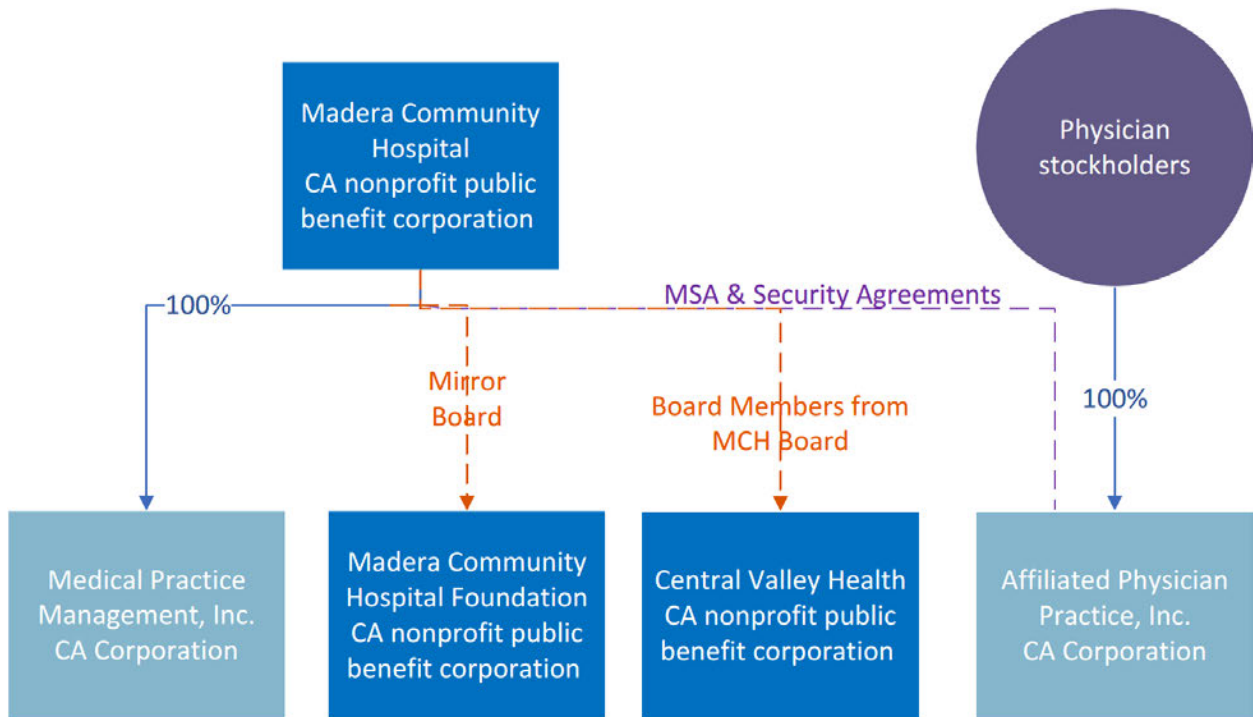 Madera Community
Hospital
CA nonprofit public
benefit corporation
Physician
stockholders
100%
MSA & Security Agreements
Mirror
Board
Board Members from
MCH Board
100%
Medical Practice
Management, Inc.
CA Corporation
Madera Community
Hospital Foundation
CA nonprofit public
benefit corporation
Central Valley Health
CA nonprofit public
benefit corporation
Affiliated Physician
Practice, Inc.
CA Corporation